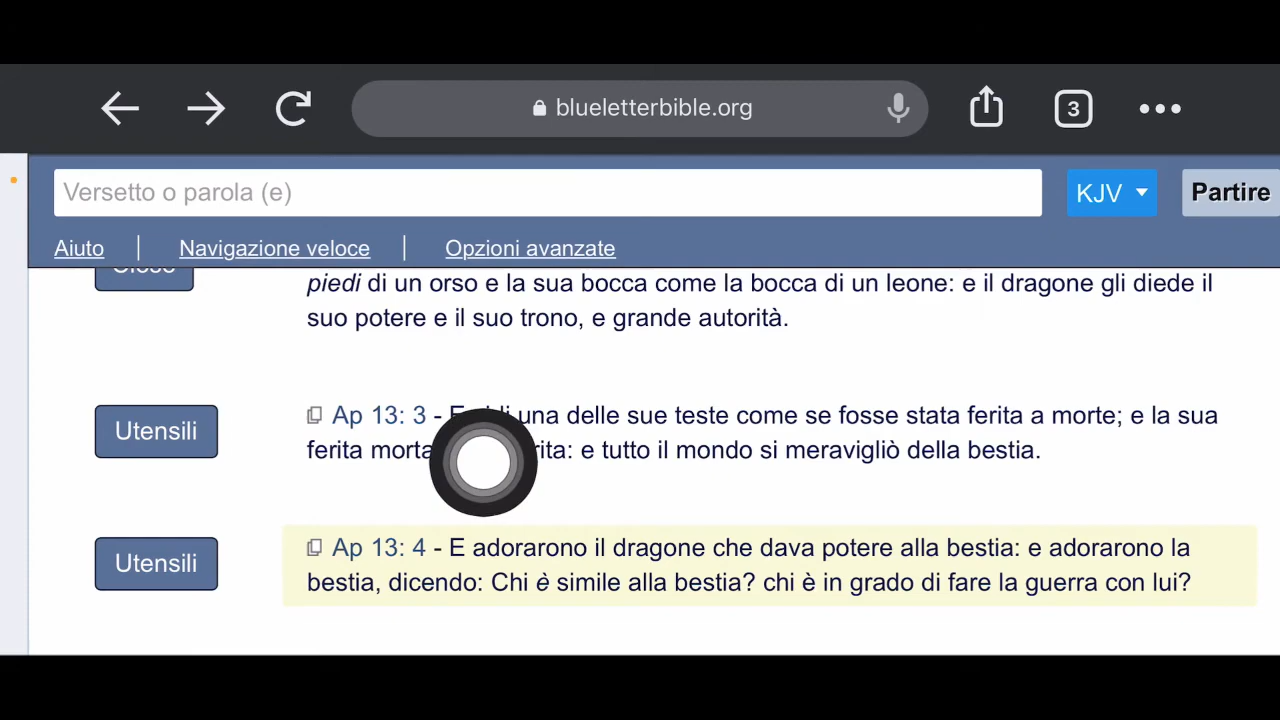 blueletterbible.org
3
Versetto o parola (e)
KJV
Partire
Aiuto
Navigazione veloce
Opzioni avanzate
piedi di un orso e la sua bocca come la bocca di un leone: e il dragone gli diede il
suo potere e il suo trono, e grande autorità.
Utensili
Ap 13: 3 - una delle sue teste come se fosse stata ferita a morte; e la sua
ferita e tutto il mondo si meravigliò della bestia.
Utensili
Ap 13: 4 - E adorarono il dragone che dava potere alla bestia: e adorarono la
bestia, dicendo: Chi è simile alla bestia? chi è in grado di fare la guerra con lui?